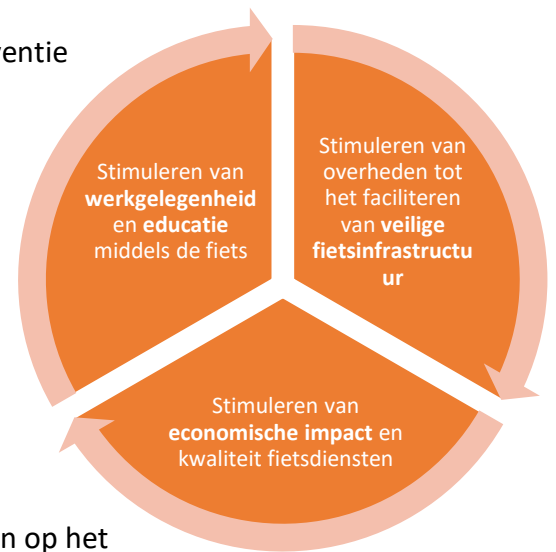 ventie
Stimuleren van
werkgelegenheid
en educatie
middels de fiets
Stimuleren van
overheden tot
het faciliteren
van veilige
fietsinfrastructu
ur
Stimuleren van
economische impact en
kwaliteit fietsdiensten
n op het